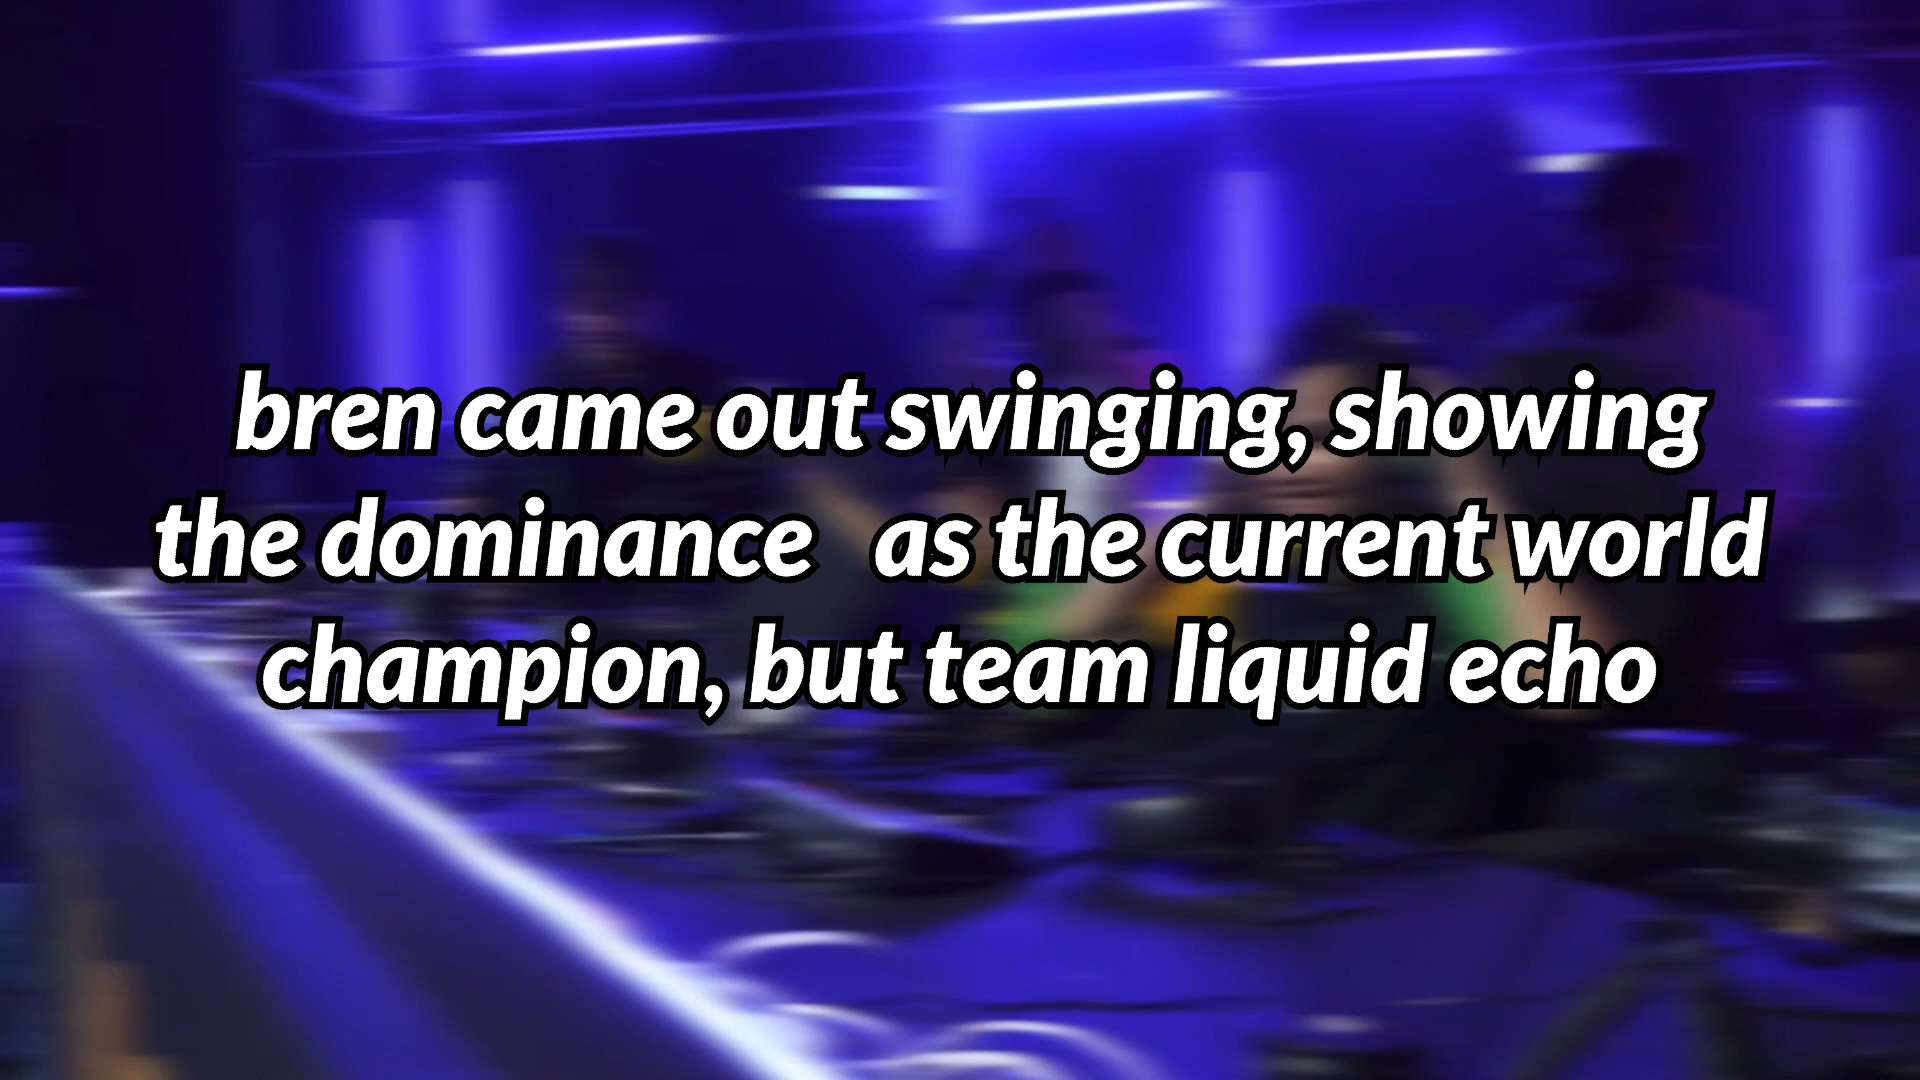 bren came out swinging, showing
the dominance as the current world
champion, but team liquid echo